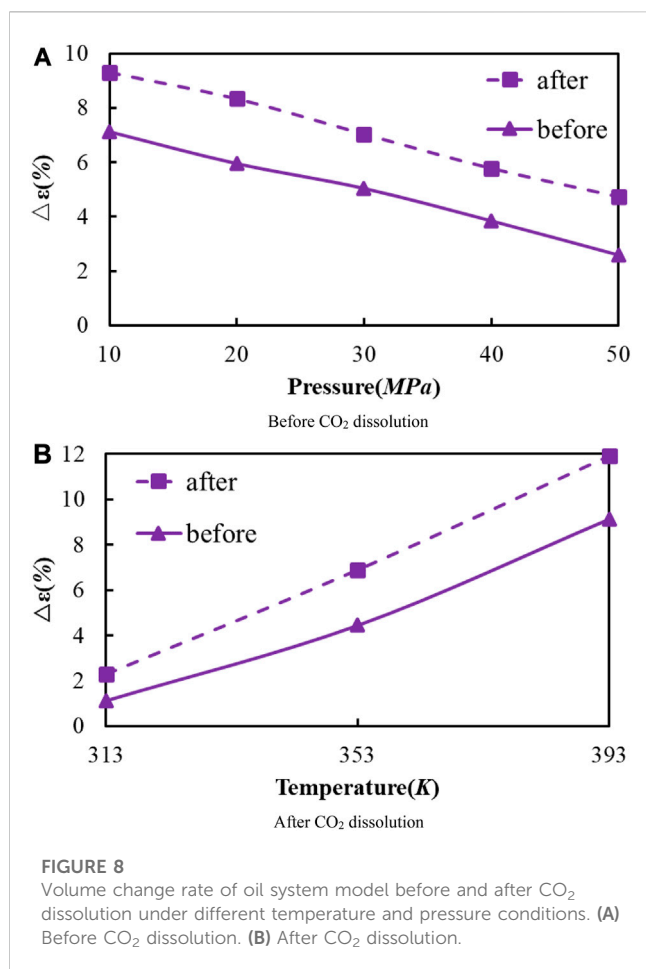 A
10
8
6
4
2
0
△ ε(%)
after
before
10 20 30 40 50
Pressure(MPa)
Before CO₂ dissolution
B
12
10
8
6
4
2
0
△ε(%)
after
before
313 353 393
Temperature(K)
After CO₂ dissolution
FIGURE 8
Volume change rate of oil system model before and after CO₂
dissolution under different temperature and pressure conditions. (A)
Before CO₂ dissolution. (B) After CO₂ dissolution.